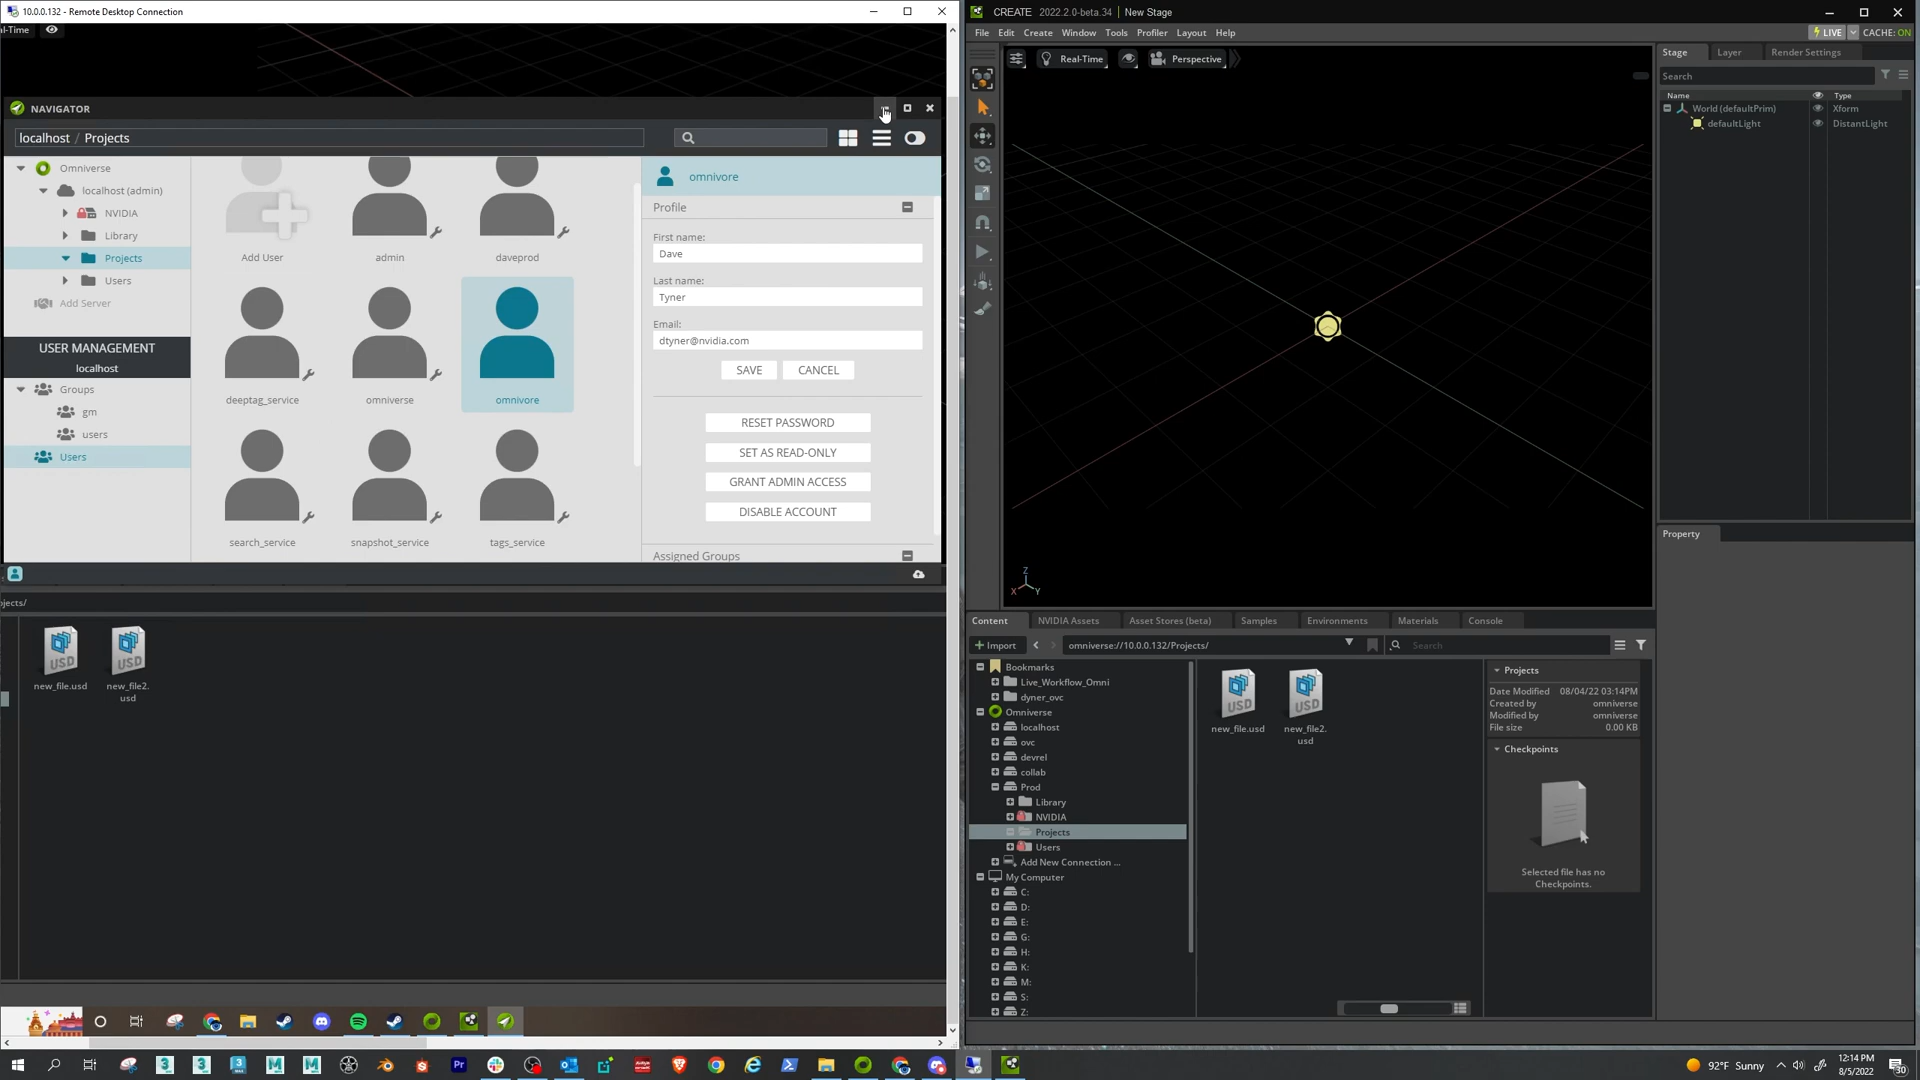 10.0.0.132 - Remote Desktop Connection
l-Time
NAVIGATOR
localhost / Projects
Omniverse
localhost (admin)
NVIDIA
Library
Projects
Users
Add Server
USER MANAGEMENT
localhost
Groups
gm
users
Users
Add User
admin
daveprod
deeptag_service
omniverse
omnivore
search_service
snapshot_service
tags_service
omnivore
Profile
First name:
Dave
Last name:
Tyner
Email:
dtyner@nvidia.com
SAVE
CANCEL
RESET PASSWORD
SET AS READ-ONLY
GRANT ADMIN ACCESS
DISABLE ACCOUNT
Assigned Groups
ojects/
new_file.usd
new_file2.
usd
CREATE 2022.2.0-beta.34 | New Stage
File Edit Create Window Tools Profiler Layout Help
LIVE
CACHE: ON
Real-Time
Perspective
Z
X
Y
Stage
Layer
Render Settings
Search
Name
Type
World (defaultPrim)
Xform
defaultLight
DistantLight
Property
Content
NVIDIA Assets
Asset Stores (beta)
Samples
Environments
Materials
Console
Import
omniverse://10.0.0.132/Projects/
Search
Bookmarks
Live_Workflow_Omni
dyner_ovc
Omniverse
localhost
ovc
devrel
collab
Prod
Library
NVIDIA
Projects
Users
Add New Connection ...
My Computer
C:
D:
E:
G:
H:
K:
M:
S:
Z:
USD
new_file.usd
USD
new_file2.
usd
Projects
Date Modified 08/04/22 03:14PM
Created by omniverse
Modified by omniverse
File size 0.00 KB
Checkpoints
Selected file has no
Checkpoints.
92°F Sunny
12:14 PM
8/5/2022
30